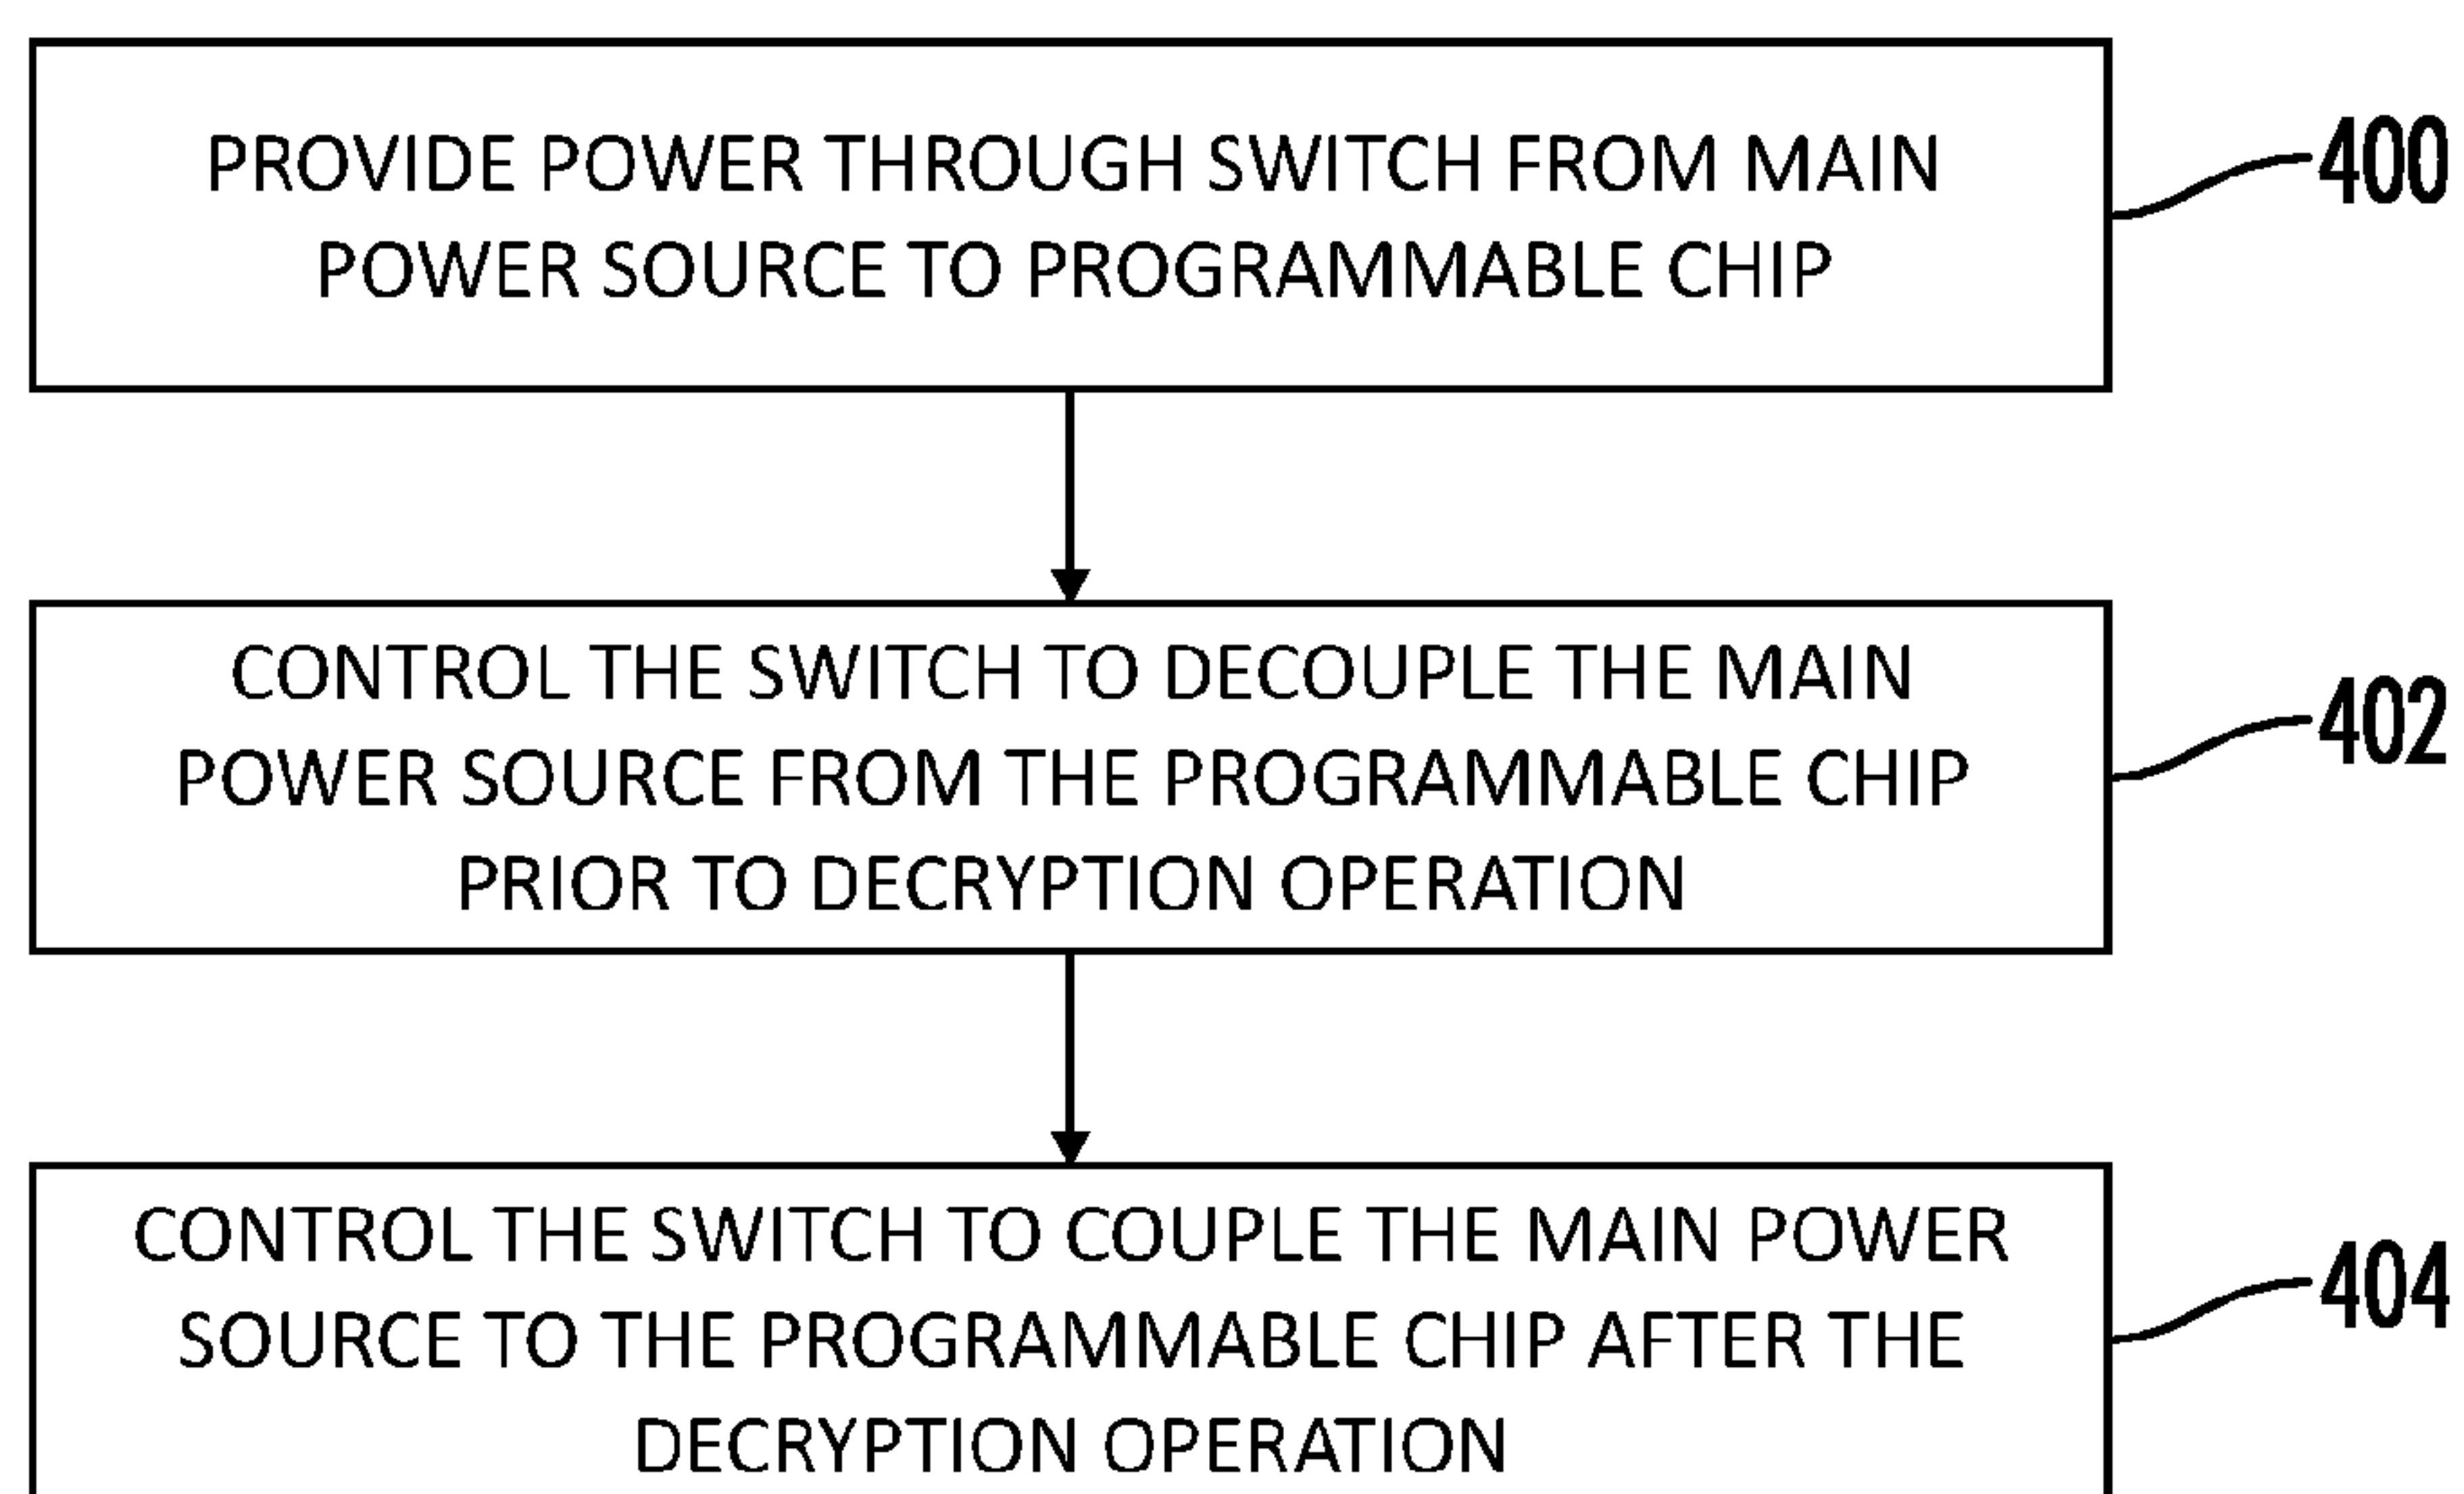 PROVIDE POWER THROUGH SWITCH FROM MAIN
POWER SOURCE TO PROGRAMMABLE CHIP
400
CONTROL THE SWITCH TO DECOUPLE THE MAIN
POWER SOURCE FROM THE PROGRAMMABLE CHIP
PRIOR TO DECRYPTION OPERATION
402
CONTROL THE SWITCH TO COUPLE THE MAIN POWER
SOURCE TO THE PROGRAMMABLE CHIP AFTER THE
DECRYPTION OPERATION
404